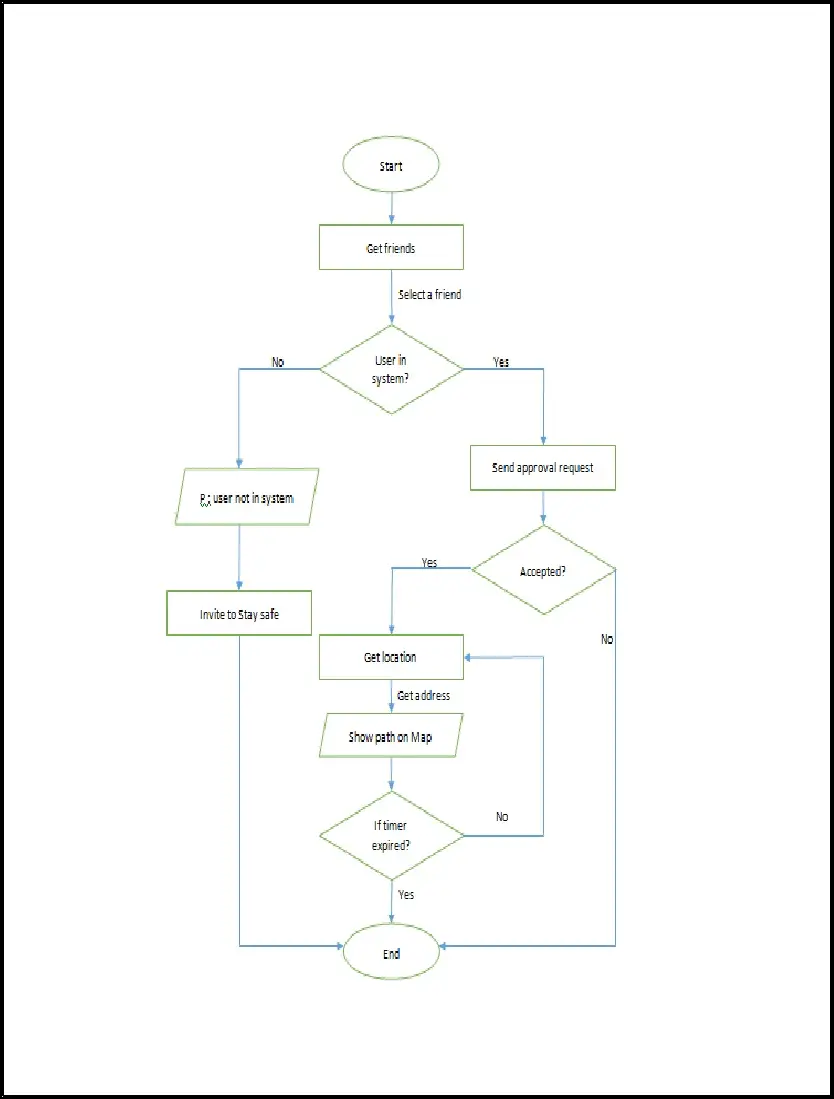 Start
Get friends
Select a friend
No
User in
system?
Yes
P : user not in system
Send approval request
Yes
Accepted?
Invite to Stay safe
No
Get location
Get address
Show path on Map
If timer
expired?
No
Yes
End